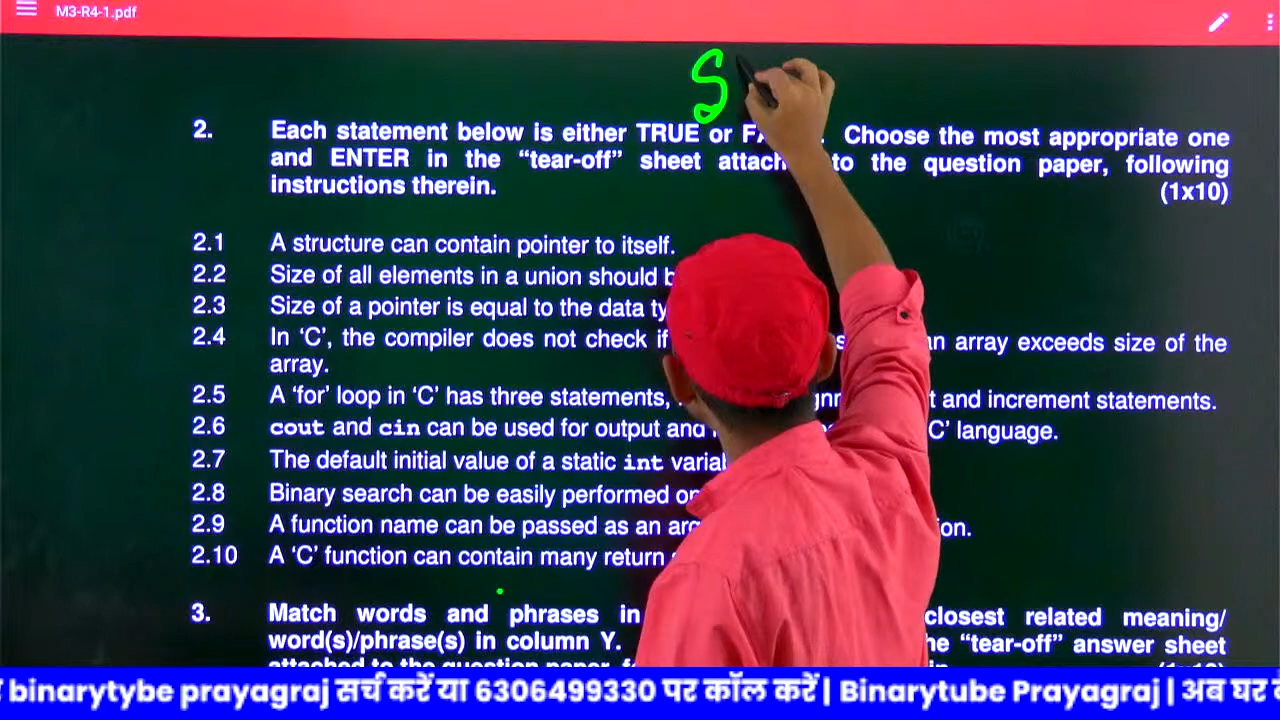 M3-R4-1.pdf
S
2. Each statement below is either TRUE or Choose the most appropriate one
and ENTER in the “tear-off” sheet to the question paper, following
instructions therein. (1x10)
2.1 A structure can contain pointer to itself.
2.2 Size of all elements in a union should
2.3 Size of a pointer is equal to the data
2.4 In ‘C’, the compiler does not check if an array exceeds size of the
array.
2.5 A ‘for’ loop in ‘C’ has three statements, and increment statements.
2.6 cout and cin can be used for output and C’ language.
2.7 The default initial value of a static int
2.8 Binary search can be easily performed
2.9 A function name can be passed as an
2.10 A ‘C’ function can contain many return
3. Match words and phrases in closest related meaning/
word(s)/phrase(s) in column Y. the “tear-off” answer sheet
attached to the question paper,
binarytybe prayagraj सर्च करें या 6306499330 पर कॉल करें | Binarytube Prayagraj | अब घर